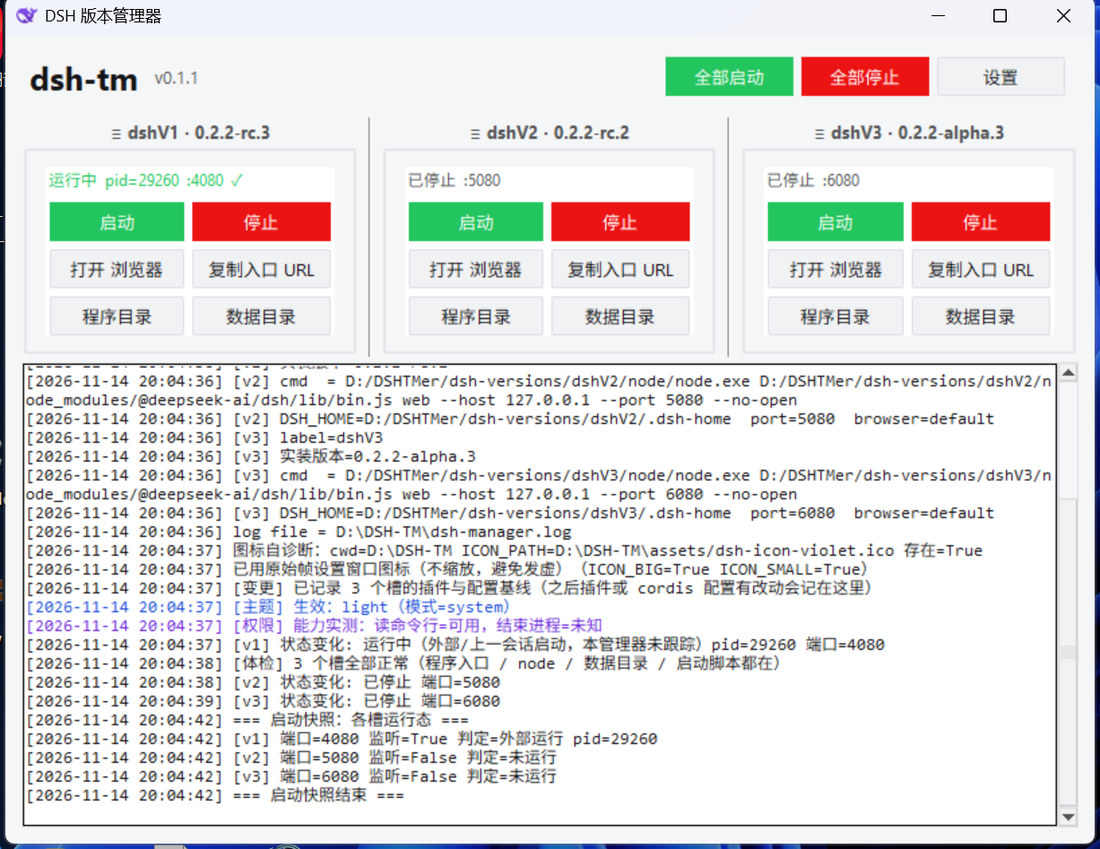 DSH 版本管理器
dsh-tm v0.1.1
全部启动 全部停止 设置
≡ dshV1 · 0.2.2-rc.3
运行中 pid=29260 :4080 ✓
启动 停止
打开 浏览器 复制入口 URL
程序目录 数据目录
≡ dshV2 · 0.2.2-rc.2
已停止 :5080
启动 停止
打开 浏览器 复制入口 URL
程序目录 数据目录
≡ dshV3 · 0.2.2-alpha.3
已停止 :6080
启动 停止
打开 浏览器 复制入口 URL
程序目录 数据目录
[2026-11-14 20:04:36] [v2] cmd  = D:/DSHTMer/dsh-versions/dshV2/node/node.exe D:/DSHTMer/dsh-versions/dshV2/n
ode_modules/@deepseek-ai/dsh/lib/bin.js web --host 127.0.0.1 --port 5080 --no-open
[2026-11-14 20:04:36] [v2] DSH_HOME=D:/DSHTMer/dsh-versions/dshV2/.dsh-home  port=5080  browser=default
[2026-11-14 20:04:36] [v3] label=dshV3
[2026-11-14 20:04:36] [v3] 实装版本=0.2.2-alpha.3
[2026-11-14 20:04:36] [v3] cmd  = D:/DSHTMer/dsh-versions/dshV3/node/node.exe D:/DSHTMer/dsh-versions/dshV3/n
ode_modules/@deepseek-ai/dsh/lib/bin.js web --host 127.0.0.1 --port 6080 --no-open
[2026-11-14 20:04:36] [v3] DSH_HOME=D:/DSHTMer/dsh-versions/dshV3/.dsh-home  port=6080  browser=default
[2026-11-14 20:04:36] log file = D:\DSH-TM\dsh-manager.log
[2026-11-14 20:04:37] 图标自诊断：cwd=D:\DSH-TM ICON_PATH=D:\DSH-TM\assets/dsh-icon-violet.ico 存在=True
[2026-11-14 20:04:37] 已用原始帧设置窗口图标（不缩放，避免发虚）（ICON_BIG=True ICON_SMALL=True）
[2026-11-14 20:04:37] [变更] 已记录 3 个槽的插件与配置基线（之后插件或 cordis 配置有改动会记在这里）
[2026-11-14 20:04:37] [主题] 生效：light（模式=system）
[2026-11-14 20:04:37] [权限] 能力实测：读命令行=可用，结束进程=未知
[2026-11-14 20:04:37] [v1] 状态变化: 运行中（外部/上一会话启动，本管理器未跟踪）pid=29260 端口=4080
[2026-11-14 20:04:38] [体检] 3 个槽全部正常（程序入口 / node / 数据目录 / 启动脚本都在）
[2026-11-14 20:04:38] [v2] 状态变化: 已停止 端口=5080
[2026-11-14 20:04:39] [v3] 状态变化: 已停止 端口=6080
[2026-11-14 20:04:42] === 启动快照：各槽运行态 ===
[2026-11-14 20:04:42] [v1] 端口=4080 监听=True 判定=外部运行 pid=29260
[2026-11-14 20:04:42] [v2] 端口=5080 监听=False 判定=未运行
[2026-11-14 20:04:42] [v3] 端口=6080 监听=False 判定=未运行
[2026-11-14 20:04:42] === 启动快照结束 ===